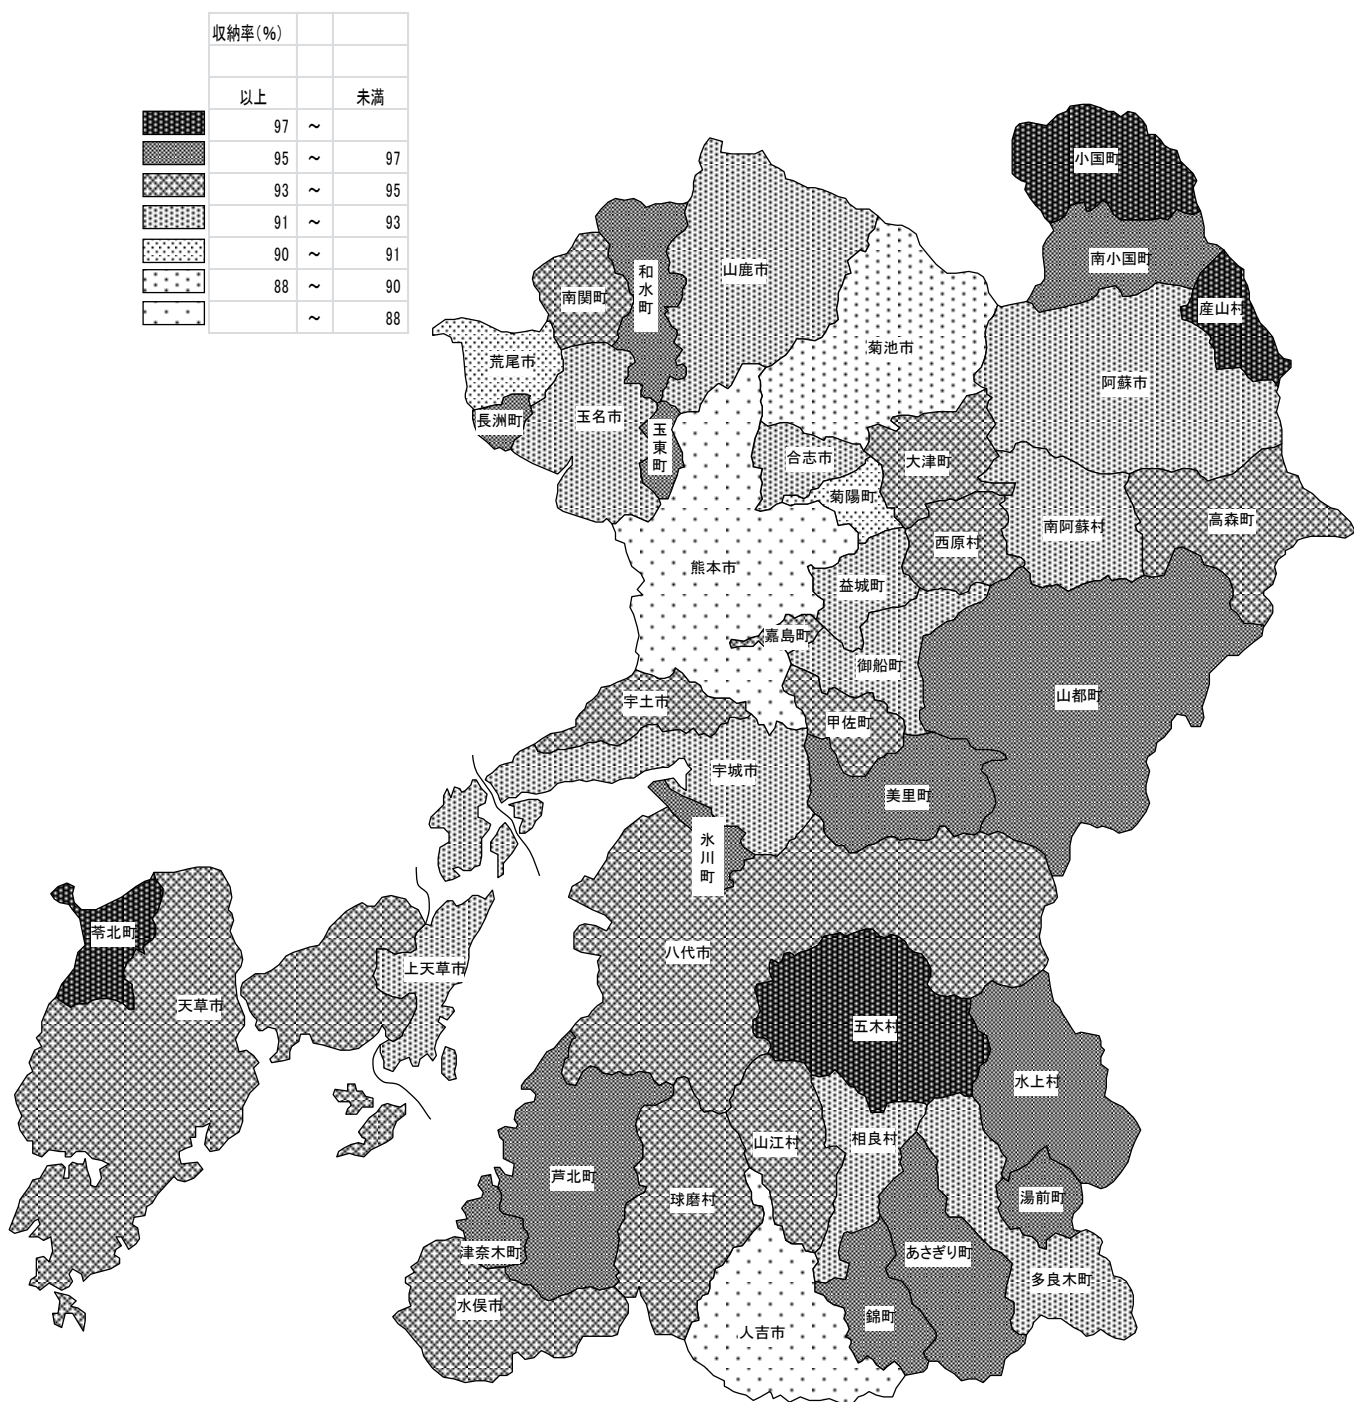 収納率(%)
以上 未満
97 ～
95 ～ 97
93 ～ 95
91 ～ 93
90 ～ 91
88 ～ 90
～ 88
小国町
南小国町
産山村
和水町
山鹿市
南関町
菊池市
荒尾市
阿蘇市
長洲町
玉名市
玉東町
合志市
大津町
菊陽町
高森町
南阿蘇村
西原村
熊本市
益城町
嘉島町
御船町
山都町
宇土市
甲佐町
宇城市
美里町
氷川町
苓北町
八代市
上天草市
天草市
五木村
水上村
山江村
相良村
芦北町
球磨村
湯前町
津奈木町
あさぎり町
多良木町
水俣市
錦町
人吉市